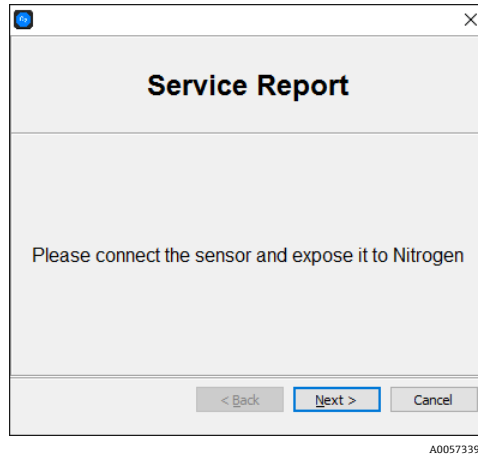 Service Report
Please connect the sensor and expose it to Nitrogen
< Back Next > Cancel
A0057339